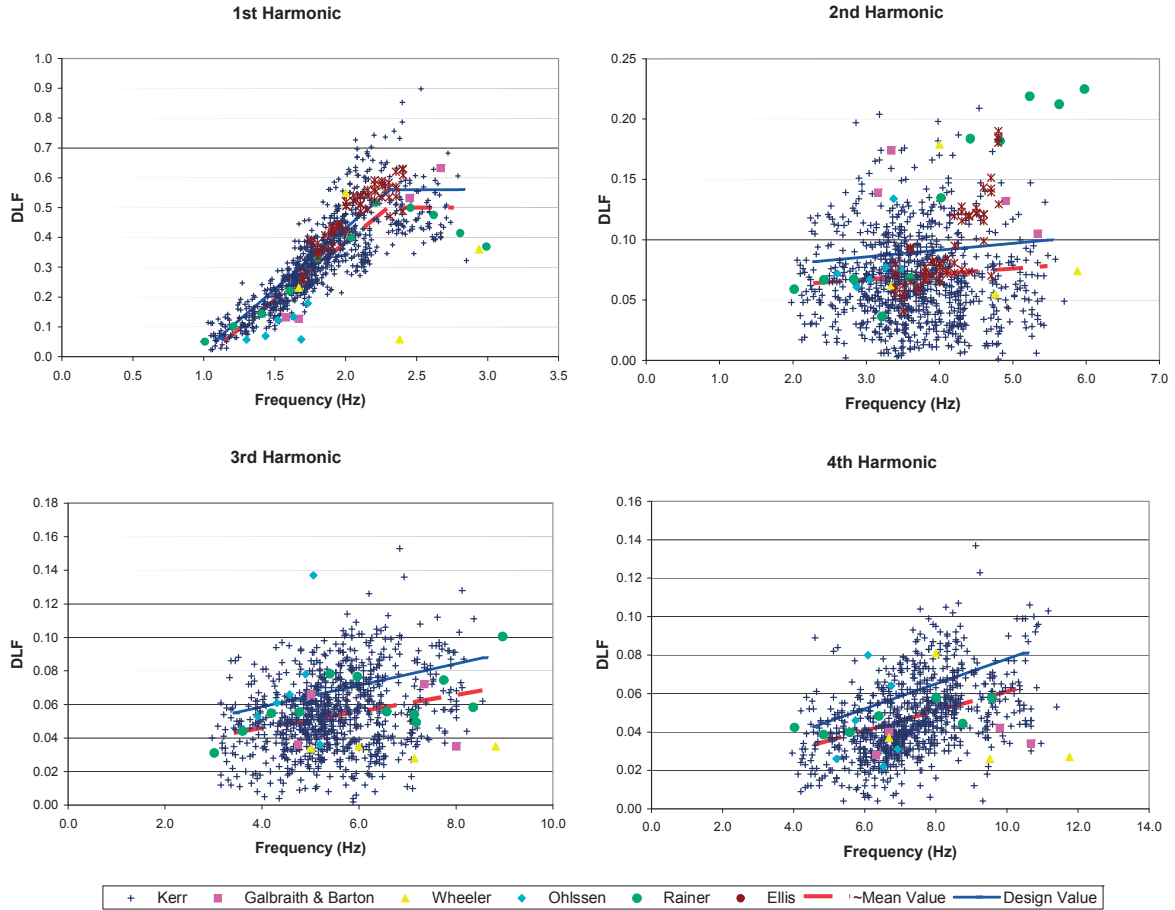 1st Harmonic
DLF
1.0
0.9
0.8
0.7
0.6
0.5
0.4
0.3
0.2
0.1
0.0
0.0 0.5 1.0 1.5 2.0 2.5 3.0 3.5
Frequency (Hz)
2nd Harmonic
DLF
0.25
0.20
0.15
0.10
0.05
0.00
0.0 1.0 2.0 3.0 4.0 5.0 6.0 7.0
Frequency (Hz)
3rd Harmonic
DLF
0.18
0.16
0.14
0.12
0.10
0.08
0.06
0.04
0.02
0.00
0.0 2.0 4.0 6.0 8.0 10.0
Frequency (Hz)
4th Harmonic
DLF
0.16
0.14
0.12
0.10
0.08
0.06
0.04
0.02
0.00
0.0 2.0 4.0 6.0 8.0 10.0 12.0 14.0
Frequency (Hz)
Kerr Galbraith & Barton Wheeler Ohlssen Rainer Ellis ~Mean Value Design Value